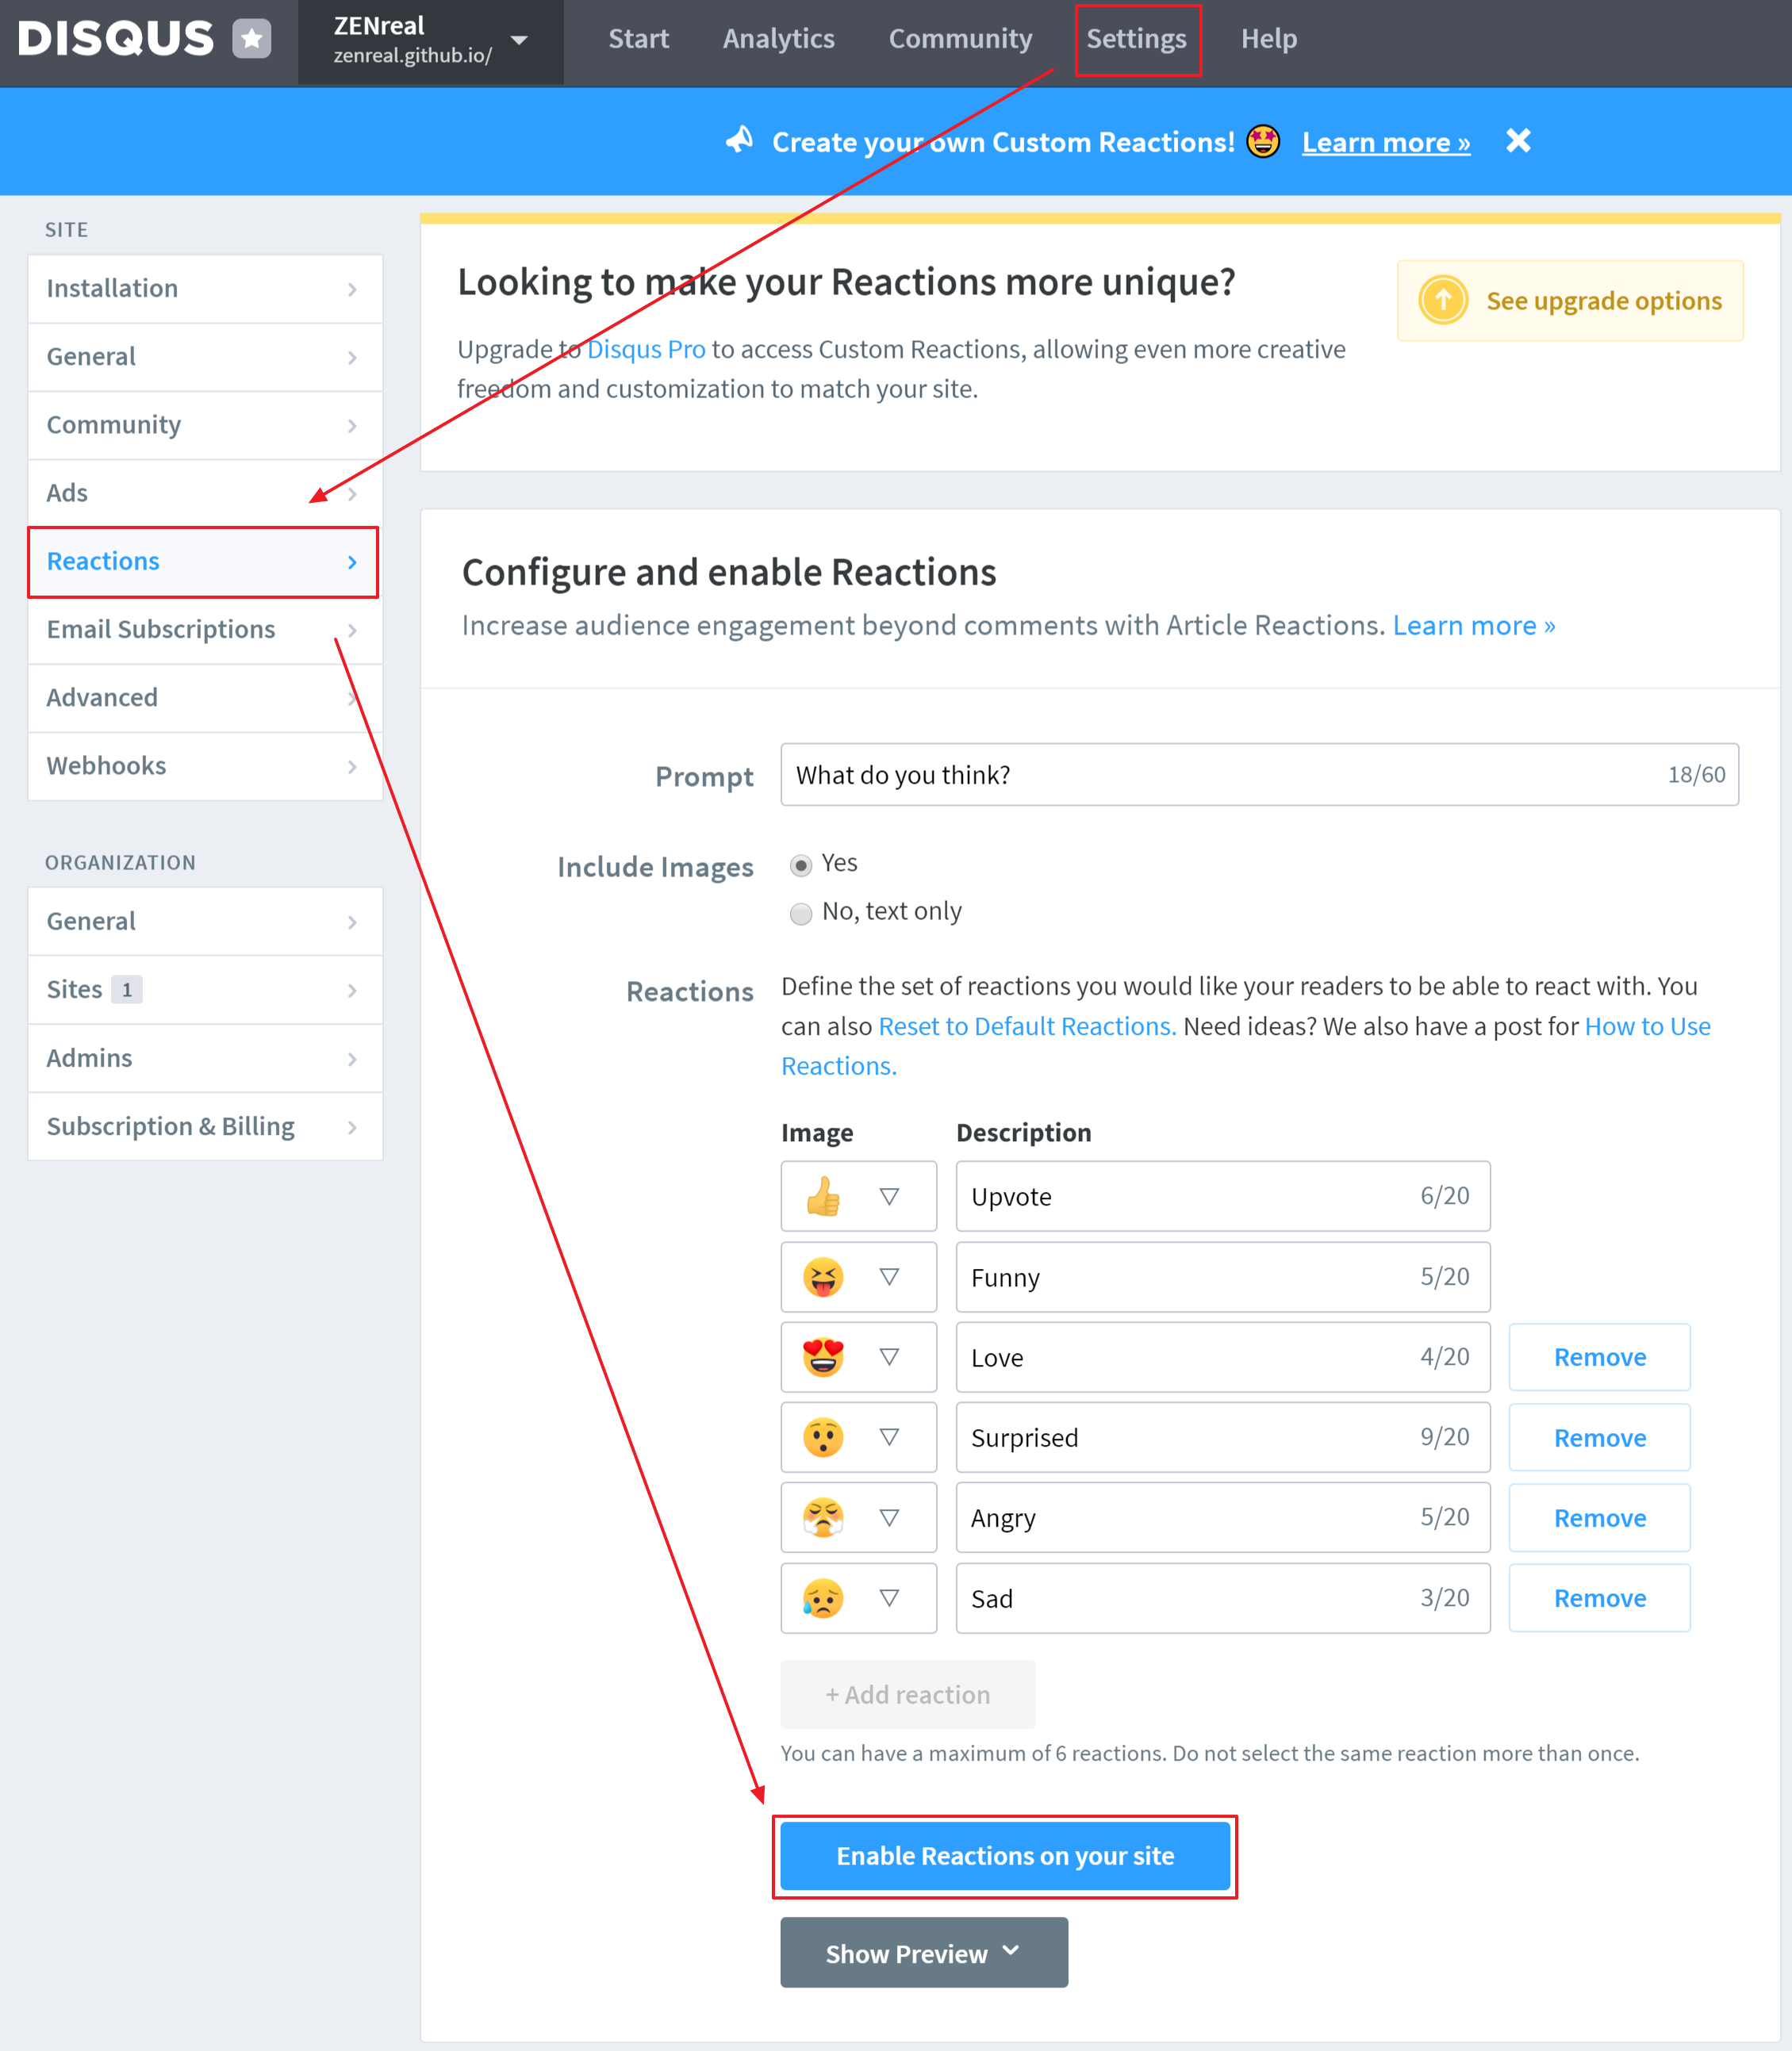 DISQUS
ZENreal
zenreal.github.io/
Start
Analytics
Community
Settings
Help
Create your own Custom Reactions! 🤩 Learn more »
SITE
Installation
General
Community
Ads
Reactions
Email Subscriptions
Advanced
Webhooks
ORGANIZATION
General
Sites 1
Admins
Subscription & Billing
Looking to make your Reactions more unique?
Upgrade to Disqus Pro to access Custom Reactions, allowing even more creative
freedom and customization to match your site.
See upgrade options
Configure and enable Reactions
Increase audience engagement beyond comments with Article Reactions. Learn more »
Prompt
What do you think? 18/60
Include Images
Yes
No, text only
Reactions
Define the set of reactions you would like your readers to be able to react with. You
can also Reset to Default Reactions. Need ideas? We also have a post for How to Use
Reactions.
Image Description
Upvote 6/20
Funny 5/20
Love 4/20 Remove
Surprised 9/20 Remove
Angry 5/20 Remove
Sad 3/20 Remove
+ Add reaction
You can have a maximum of 6 reactions. Do not select the same reaction more than once.
Enable Reactions on your site
Show Preview